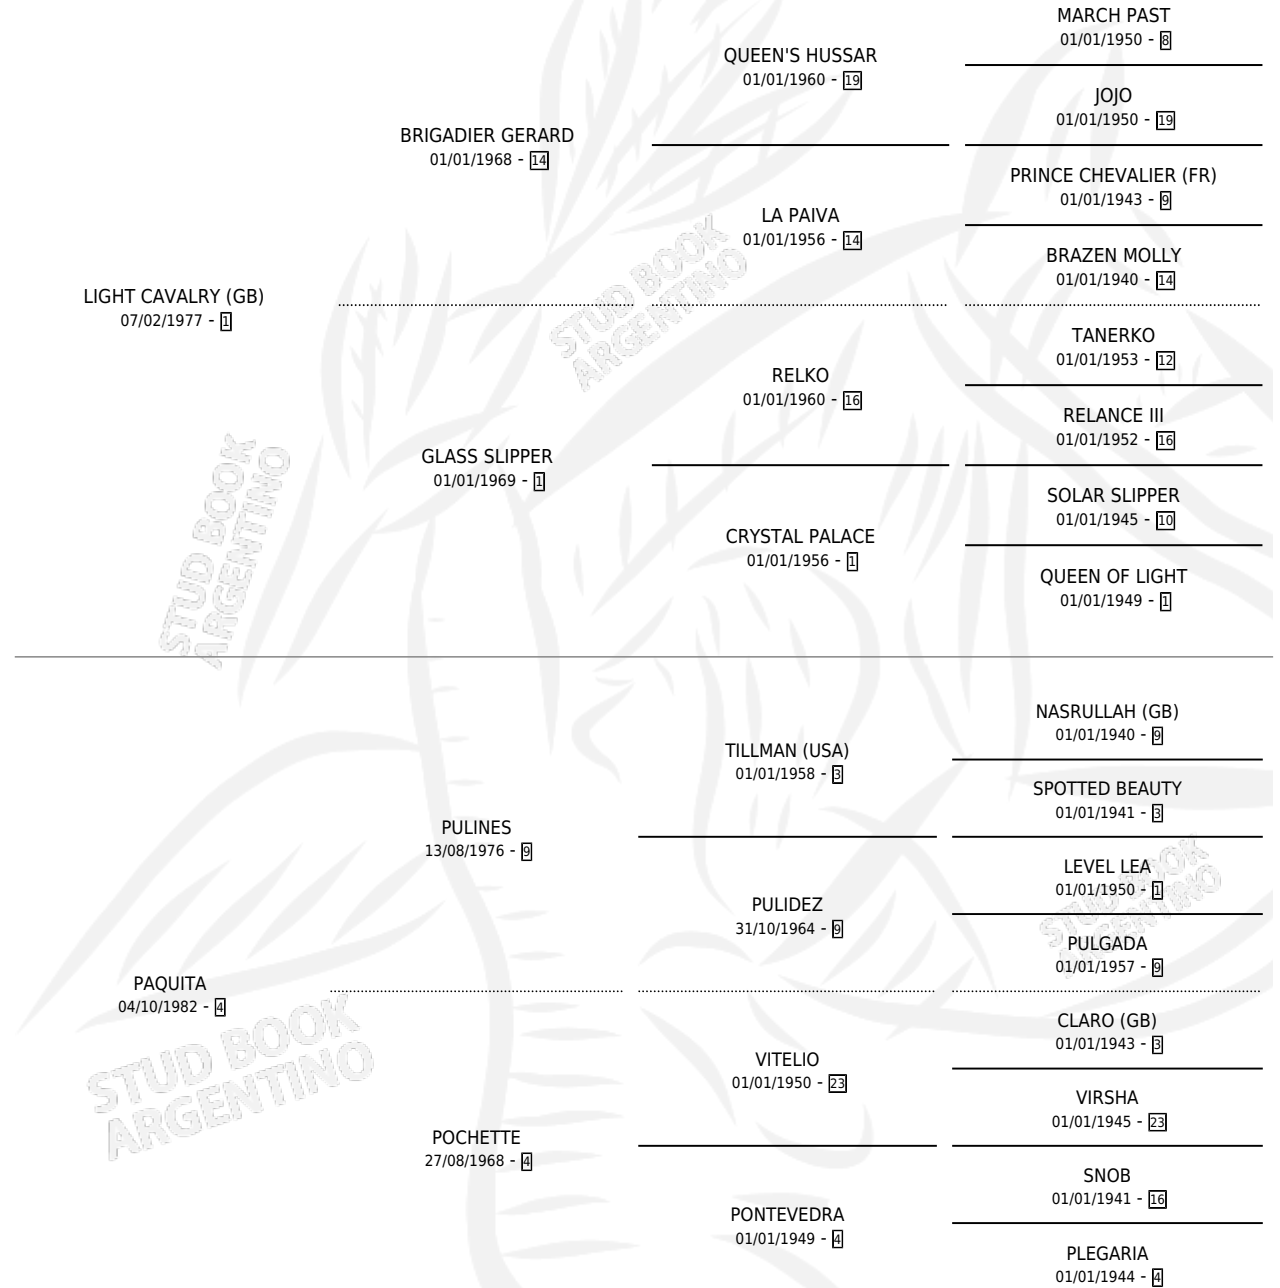 MARCH PAST
01/01/1950 - 8
QUEEN'S HUSSAR
01/01/1960 - 19
JOJO
01/01/1950 - 19
BRIGADIER GERARD
01/01/1968 - 14
PRINCE CHEVALIER (FR)
01/01/1943 - 9
LA PAIVA
01/01/1956 - 14
BRAZEN MOLLY
01/01/1940 - 14
LIGHT CAVALRY (GB)
07/02/1977 - 1
TANERKO
01/01/1953 - 12
RELKO
01/01/1960 - 16
RELANCE III
01/01/1952 - 16
GLASS SLIPPER
01/01/1969 - 1
SOLAR SLIPPER
01/01/1945 - 10
CRYSTAL PALACE
01/01/1956 - 1
QUEEN OF LIGHT
01/01/1949 - 1
NASRULLAH (GB)
01/01/1940 - 9
TILLMAN (USA)
01/01/1958 - 3
SPOTTED BEAUTY
01/01/1941 - 3
PULINES
13/08/1976 - 9
LEVEL LEA
01/01/1950 - 1
PULIDEZ
31/10/1964 - 9
PULGADA
01/01/1957 - 9
PAQUITA
04/10/1982 - 4
CLARO (GB)
01/01/1943 - 3
VITELIO
01/01/1950 - 23
VIRSHA
01/01/1945 - 23
POCHETTE
27/08/1968 - 4
SNOB
01/01/1941 - 16
PONTEVEDRA
01/01/1949 - 4
PLEGARIA
01/01/1944 - 4
STUD BOOK
ARGENTINO
STUD BOOK
ARGENTINO
STUD BOOK
ARGENTINO
STUD BOOK
ARGENTINO